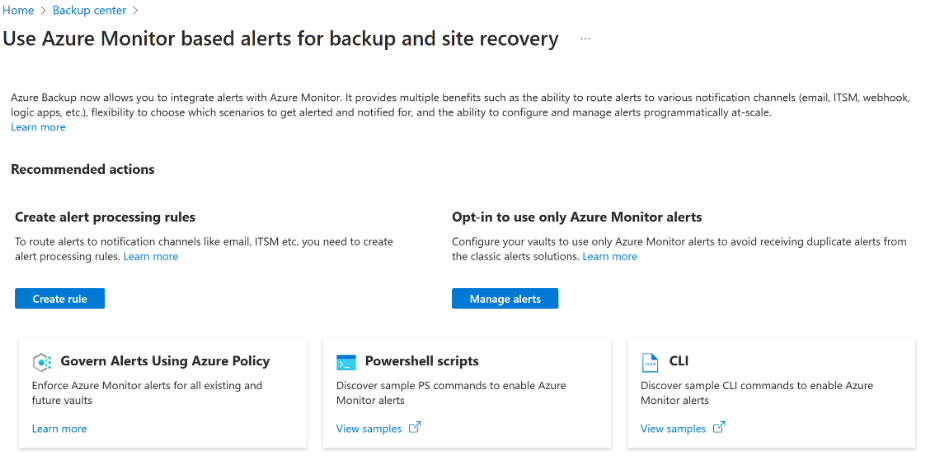 Home > Backup center >
Use Azure Monitor based alerts for backup and site recovery ...
Azure Backup now allows you to integrate alerts with Azure Monitor. It provides multiple benefits such as the ability to route alerts to various notification channels (email, ITSM, webhook,
logic apps, etc.), flexibility to choose which scenarios to get alerted and notified for, and the ability to configure and manage alerts programmatically at-scale.
Learn more
Recommended actions
Create alert processing rules
To route alerts to notification channels like email, ITSM etc, you need to create
alert processing rules. Learn more
Create rule
Opt-in to use only Azure Monitor alerts
Configure your vaults to use only Azure Monitor alerts to avoid receiving duplicate alerts from
the classic alerts solutions. Learn more
Manage alerts
Govern Alerts Using Azure Policy
Enforce Azure Monitor alerts for all existing and
future vaults
Learn more
Powershell scripts
Discover sample PS commands to enable Azure
Monitor alerts
View samples
CLI
Discover sample CLI commands to enable Azure
Monitor alerts
View samples